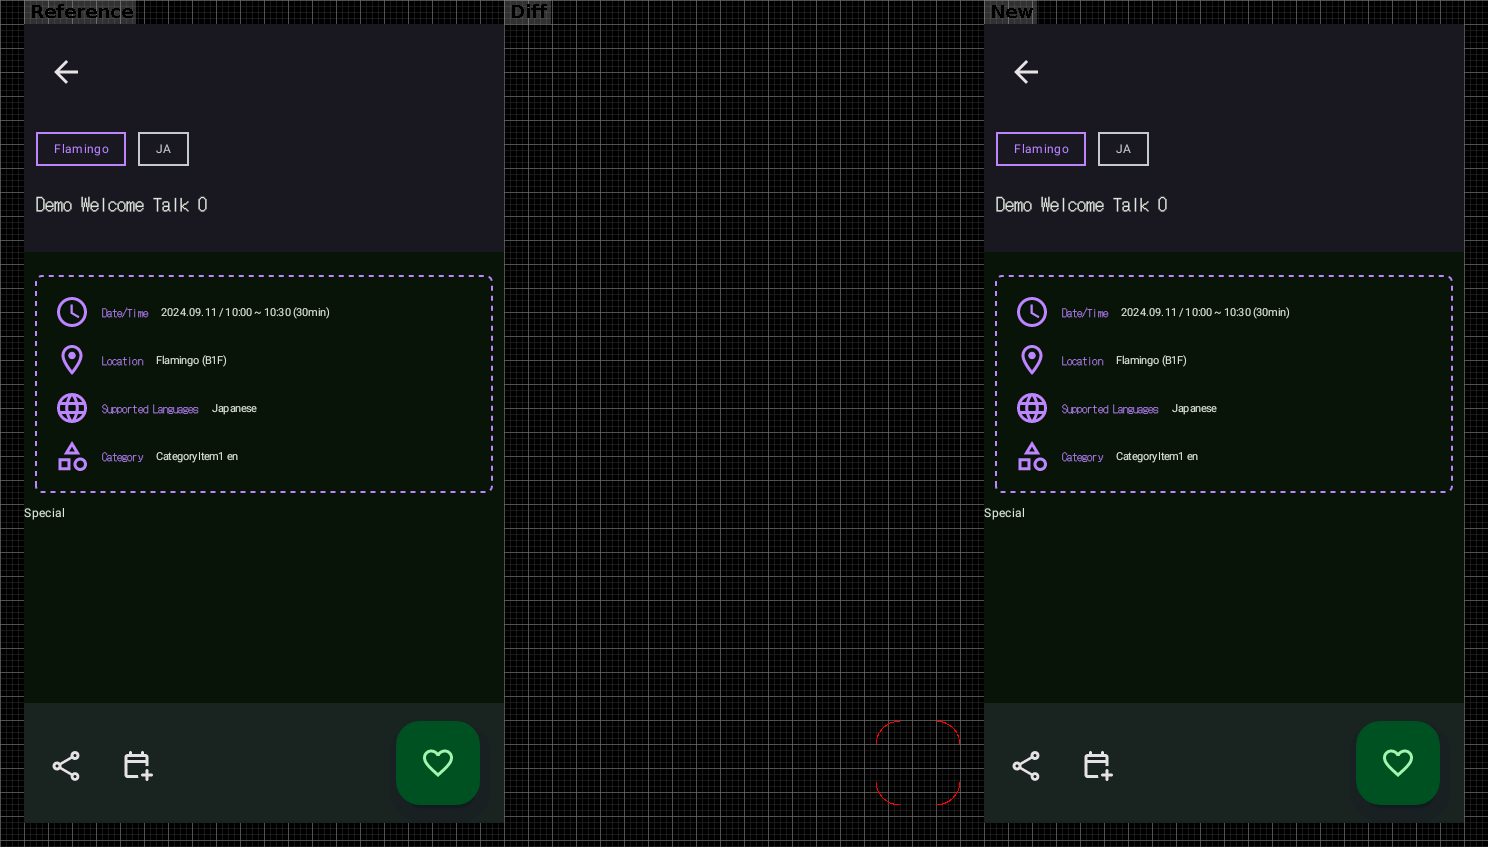 Reference
Diff
New
Flamingo
JA
Demo Welcome Talk 0
Date/Time 2024.09.11 / 10:00 ~ 10:30 (30min)
Location Flamingo (B1F)
Supported Languages Japanese
Category CategoryItem1 en
Special
Flamingo
JA
Demo Welcome Talk 0
Date/Time 2024.09.11 / 10:00 ~ 10:30 (30min)
Location Flamingo (B1F)
Supported Languages Japanese
Category CategoryItem1 en
Special